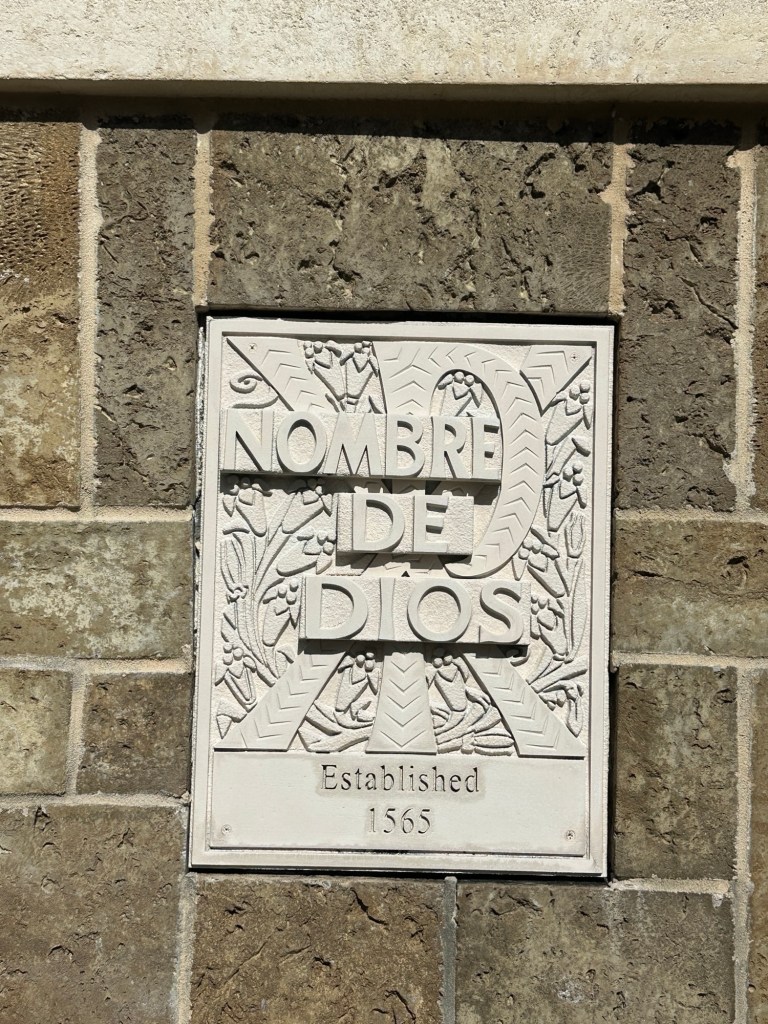 NOMBRE
DE
DIOS
Established
1565